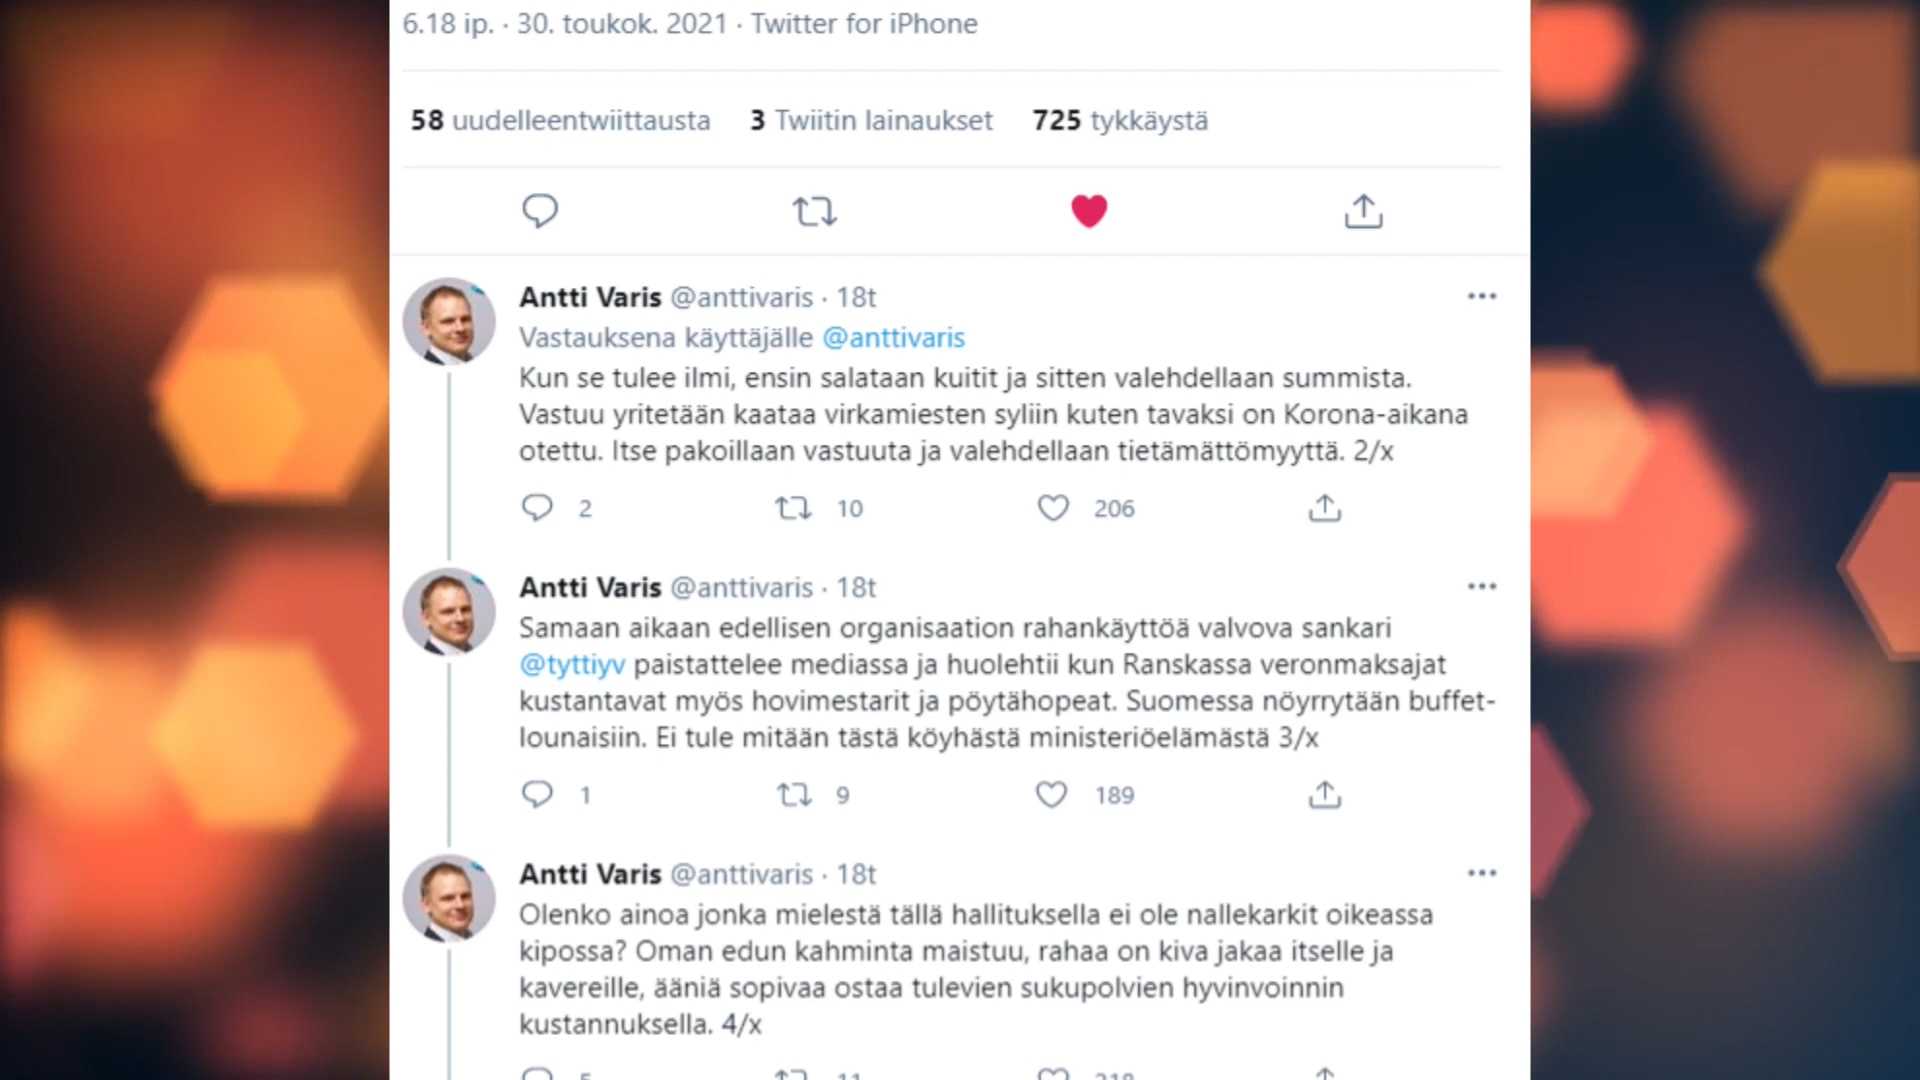 6.18 ip. · 30. toukok. 2021 · Twitter for iPhone
58 uudelleentwiittausta 3 Twiitin lainaukset 725 tykkäystä
Antti Varis @anttivaris · 18t
Vastauksena käyttäjälle @anttivaris
Kun se tulee ilmi, ensin salataan kuitit ja sitten valehdellaan summista.
Vastuu yritetään kaataa virkamiesten syliin kuten tavaksi on Korona-aikana
otettu. Itse pakoillaan vastuuta ja valehdellaan tietämättömyyttä. 2/x
2 10 206
Antti Varis @anttivaris · 18t
Samaan aikaan edellisen organisaation rahankäyttöä valvova sankari
@tyttiyv paistattelee mediassa ja huolehtii kun Ranskassa veronmaksajat
kustantavat myös hovimestarit ja pöytähopeat. Suomessa nöyrrytään buffet-
lounaisiin. Ei tule mitään tästä köyhästä ministeriöelämästä 3/x
1 9 189
Antti Varis @anttivaris · 18t
Olenko ainoa jonka mielestä tällä hallituksella ei ole nallekarkit oikeassa
kipossa? Oman edun kahminta maistuu, rahaa on kiva jakaa itselle ja
kavereille, ääniä sopivaa ostaa tulevien sukupolvien hyvinvoinnin
kustannuksella. 4/x